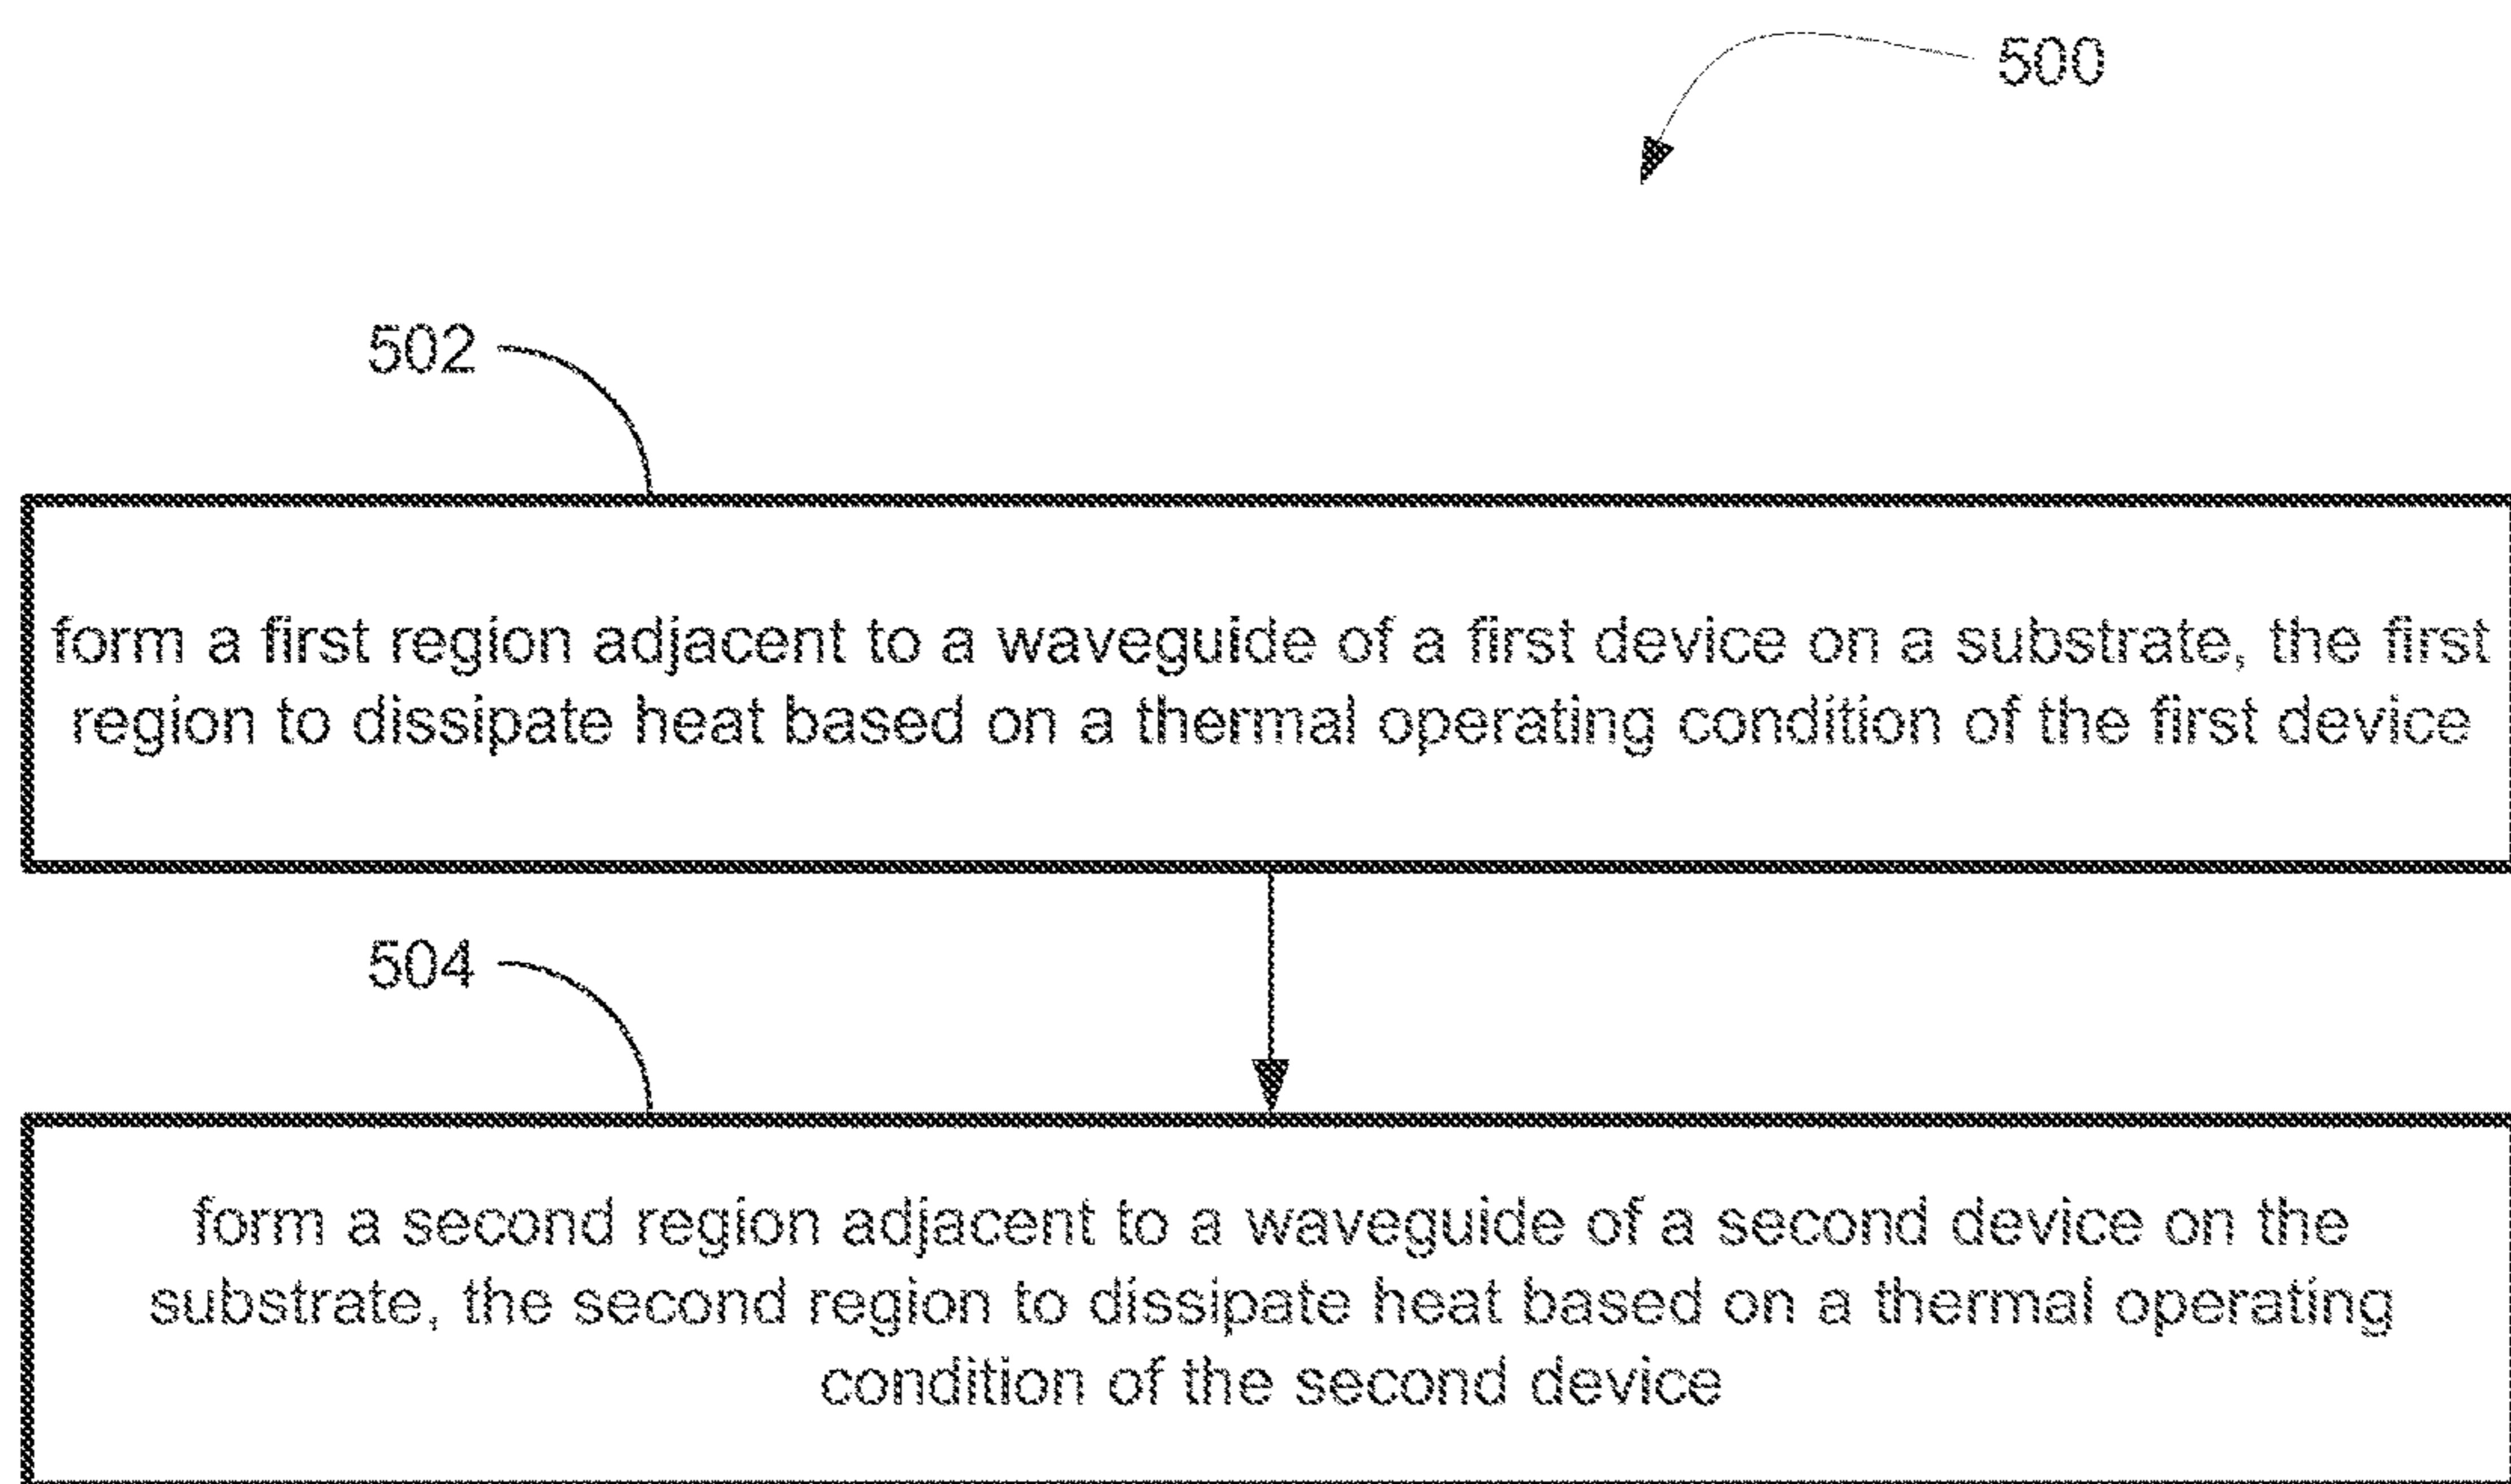 500
502
form a first region adjacent to a waveguide of a first device on a substrate, the first
region to dissipate heat based on a thermal operating condition of the first device
504
form a second region adjacent to a waveguide of a second device on the
substrate, the second region to dissipate heat based on a thermal operating
condition of the second device